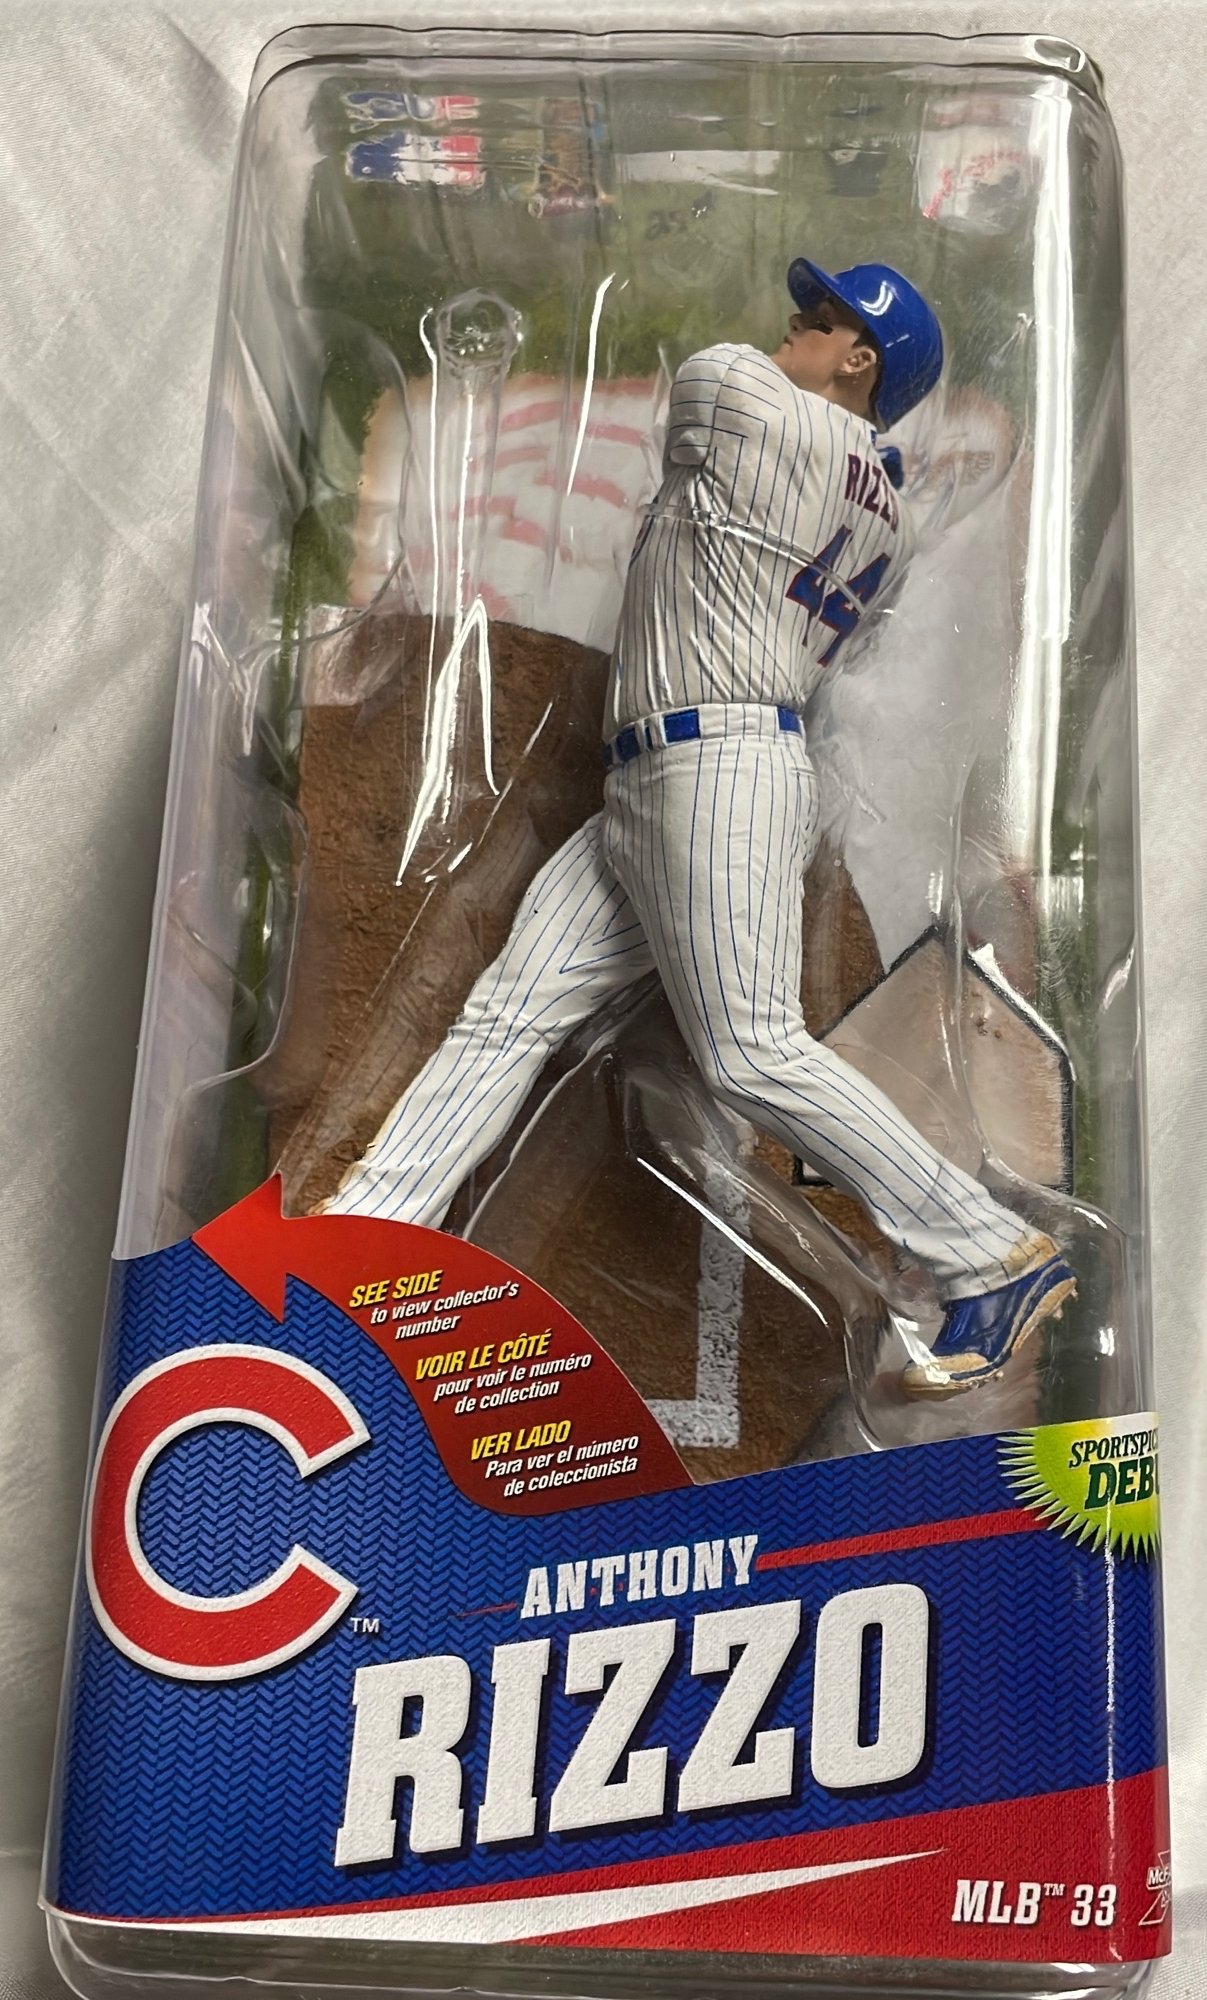 RIZZO
44
SEE SIDE
to view collector's
number
VOIR LE CÔTÉ
pour voir le numéro
de collection
VER LADO
Para ver el número
de coleccionista
C
TM
ANTHONY
RIZZO
MLB™ 33